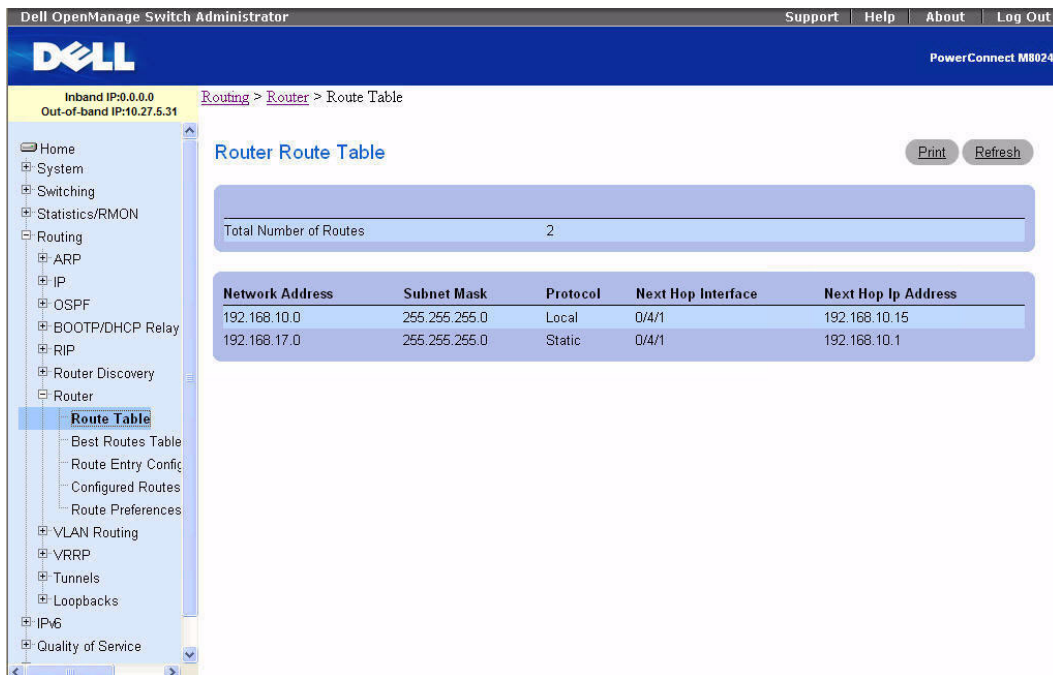 Dell OpenManage Switch Administrator Support Help About Log Out
DELL
PowerConnect M8024
Inband IP:0.0.0.0
Out-of-band IP:10.27.5.31
Routing > Router > Route Table
Home
System
Switching
Statistics/RMON
Routing
ARP
IP
OSPF
BOOTP/DHCP Relay
RIP
Router Discovery
Router
Route Table
Best Routes Table
Route Entry Config
Configured Routes
Route Preferences
VLAN Routing
VRRP
Tunnels
Loopbacks
IPv6
Quality of Service
Router Route Table
Print Refresh
Total Number of Routes 2
Network Address Subnet Mask Protocol Next Hop Interface Next Hop Ip Address
192.168.10.0 255.255.255.0 Local 0/4/1 192.168.10.15
192.168.17.0 255.255.255.0 Static 0/4/1 192.168.10.1